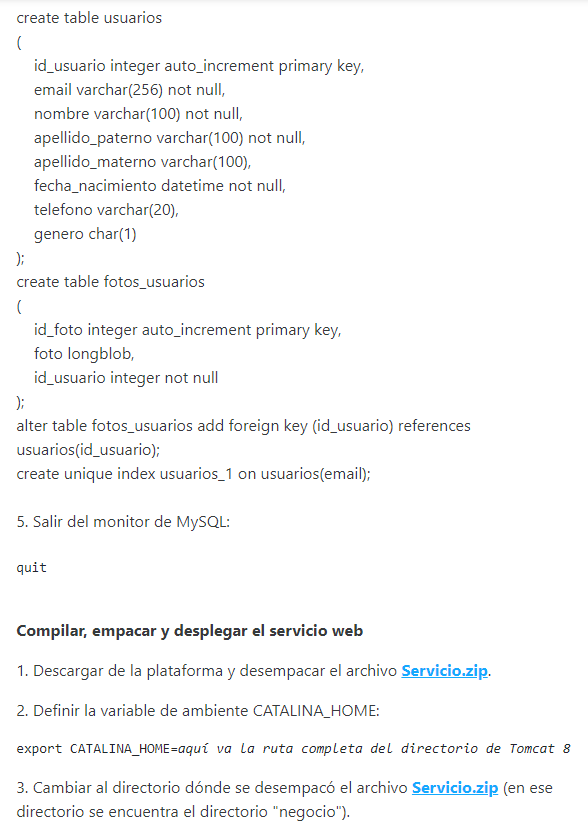 create table usuarios
(
id_usuario integer auto_increment primary key,
email varchar(256) not null,
nombre varchar(100) not null,
apellido_paterno varchar(100) not null,
apellido_materno varchar(100),
fecha_nacimiento datetime not null,
telefono varchar(20),
genero char(1)
);
create table fotos_usuarios
(
id_foto integer auto_increment primary key,
foto longblob,
id_usuario integer not null
);
alter table fotos_usuarios add foreign key (id_usuario) references
usuarios(id_usuario);
create unique index usuarios_1 on usuarios(email);
5. Salir del monitor de MySQL:
quit
Compilar, empacar y desplegar el servicio web
1. Descargar de la plataforma y desempacar el archivo Servicio.zip.
2. Definir la variable de ambiente CATALINA_HOME:
export CATALINA_HOME=aquí va la ruta completa del directorio de Tomcat 8
3. Cambiar al directorio dónde se desempacó el archivo Servicio.zip (en ese
directorio se encuentra el directorio "negocio").